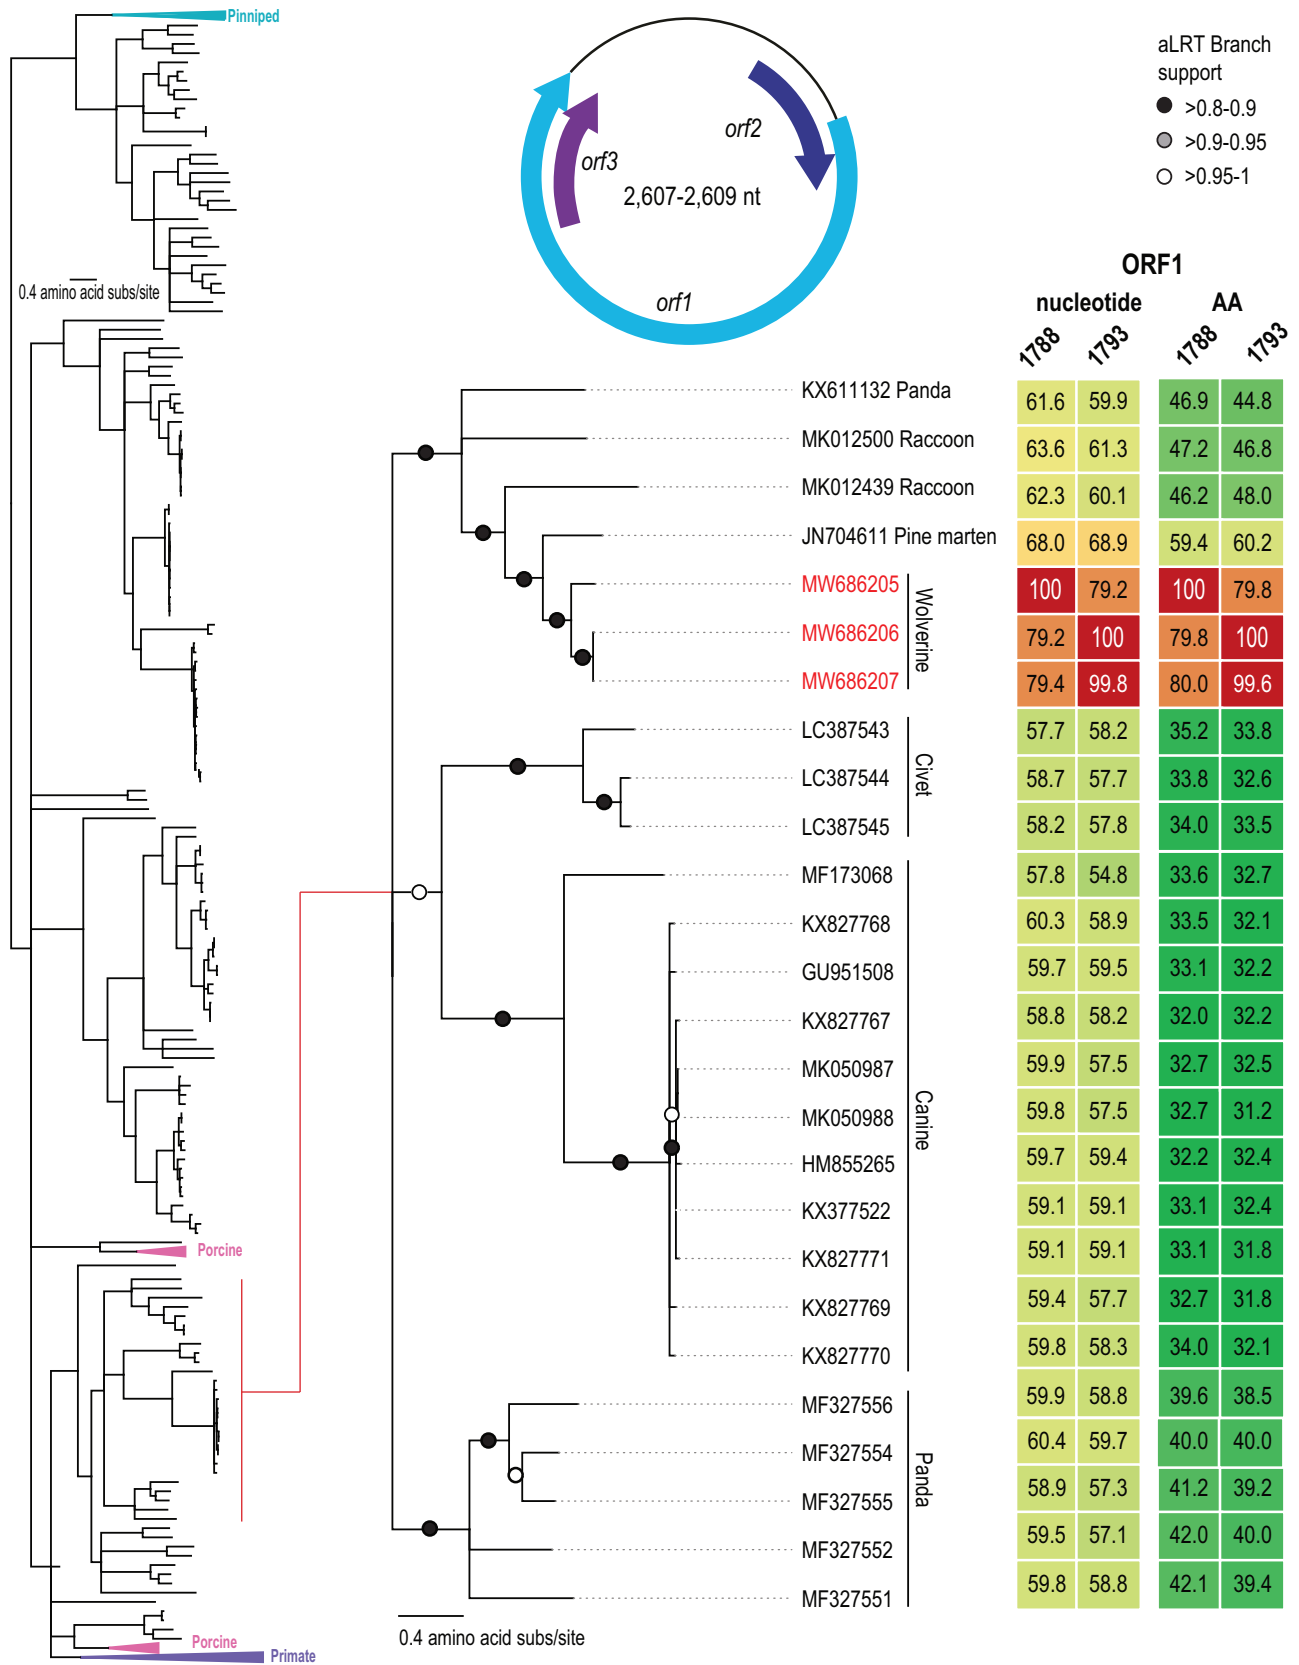 Pinniped
0.4 amino acid subs/site
Porcine
Porcine
Primate
orf2
orf3
2,607-2,609 nt
orf1
aLRT Branch
support
>0.8-0.9
>0.9-0.95
>0.95-1
ORF1
nucleotide AA
1788 1793 1788 1793
KX611132 Panda 61.6 59.9 46.9 44.8
MK012500 Raccoon 63.6 61.3 47.2 46.8
MK012439 Raccoon 62.3 60.1 46.2 48.0
JN704611 Pine marten 68.0 68.9 59.4 60.2
MW686205 100 79.2 100 79.8
MW686206 79.2 100 79.8 100
MW686207 79.4 99.8 80.0 99.6
Wolverine
LC387543 57.7 58.2 35.2 33.8
LC387544 58.7 57.7 33.8 32.6
LC387545 58.2 57.8 34.0 33.5
Civet
MF173068 57.8 54.8 33.6 32.7
KX827768 60.3 58.9 33.5 32.1
GU951508 59.7 59.5 33.1 32.2
KX827767 58.8 58.2 32.0 32.2
MK050987 59.9 57.5 32.7 32.5
MK050988 59.8 57.5 32.7 31.2
HM855265 59.7 59.4 32.2 32.4
KX377522 59.1 59.1 33.1 32.4
KX827771 59.1 59.1 33.1 31.8
KX827769 59.4 57.7 32.7 31.8
KX827770 59.8 58.3 34.0 32.1
Canine
MF327556 59.9 58.8 39.6 38.5
MF327554 60.4 59.7 40.0 40.0
MF327555 58.9 57.3 41.2 39.2
MF327552 59.5 57.1 42.0 40.0
MF327551 59.8 58.8 42.1 39.4
Panda
0.4 amino acid subs/site